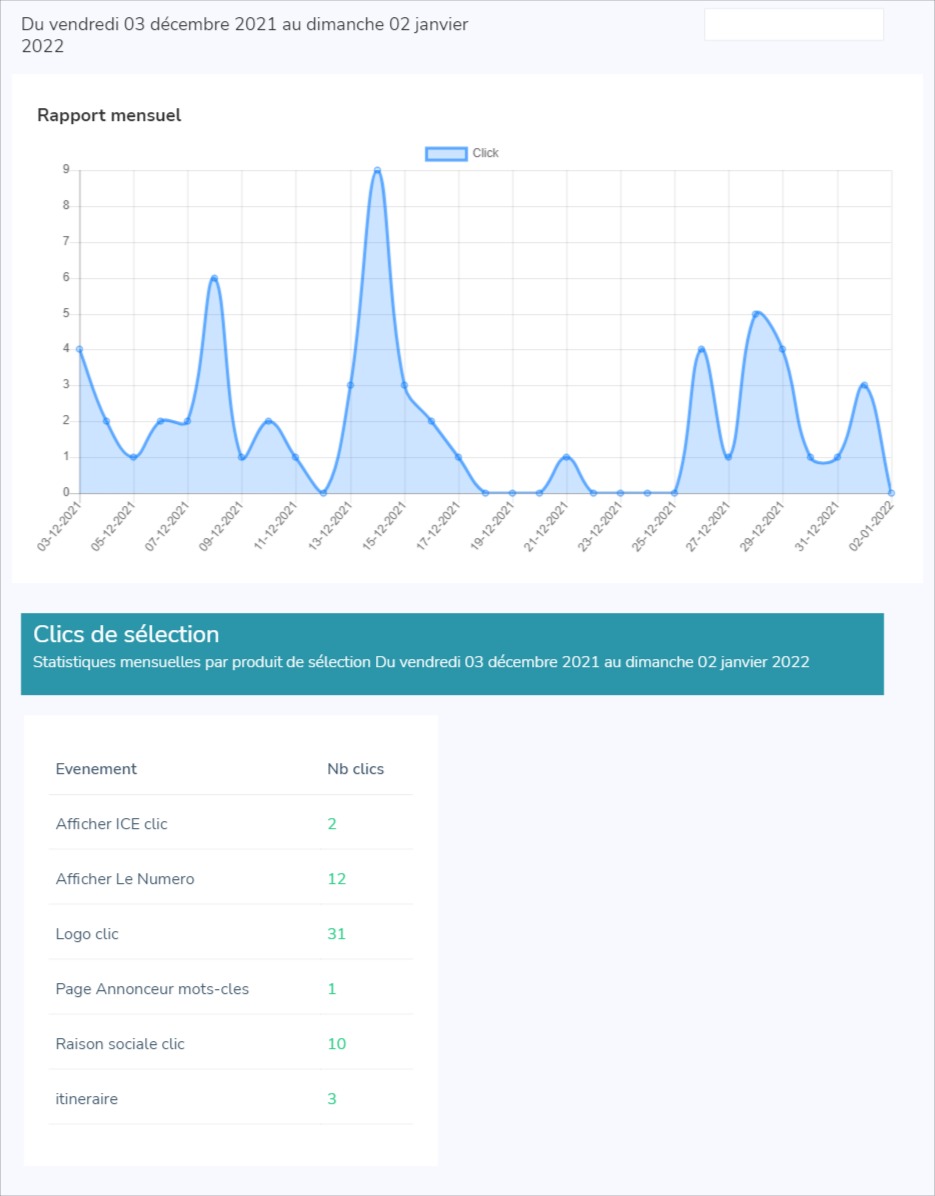 Du vendredi 03 décembre 2021 au dimanche 02 janvier
2022
Rapport mensuel
Click
9
8
7
6
5
4
3
2
1
0
03-12-2021
05-12-2021
07-12-2021
09-12-2021
11-12-2021
13-12-2021
15-12-2021
17-12-2021
19-12-2021
21-12-2021
23-12-2021
25-12-2021
27-12-2021
29-12-2021
31-12-2021
02-01-2022
Clics de sélection
Statistiques mensuelles par produit de sélection Du vendredi 03 décembre 2021 au dimanche 02 janvier 2022
Evenement Nb clics
Afficher ICE clic 2
Afficher Le Numero 12
Logo clic 31
Page Annonceur mots-cles 1
Raison sociale clic 10
itineraire 3